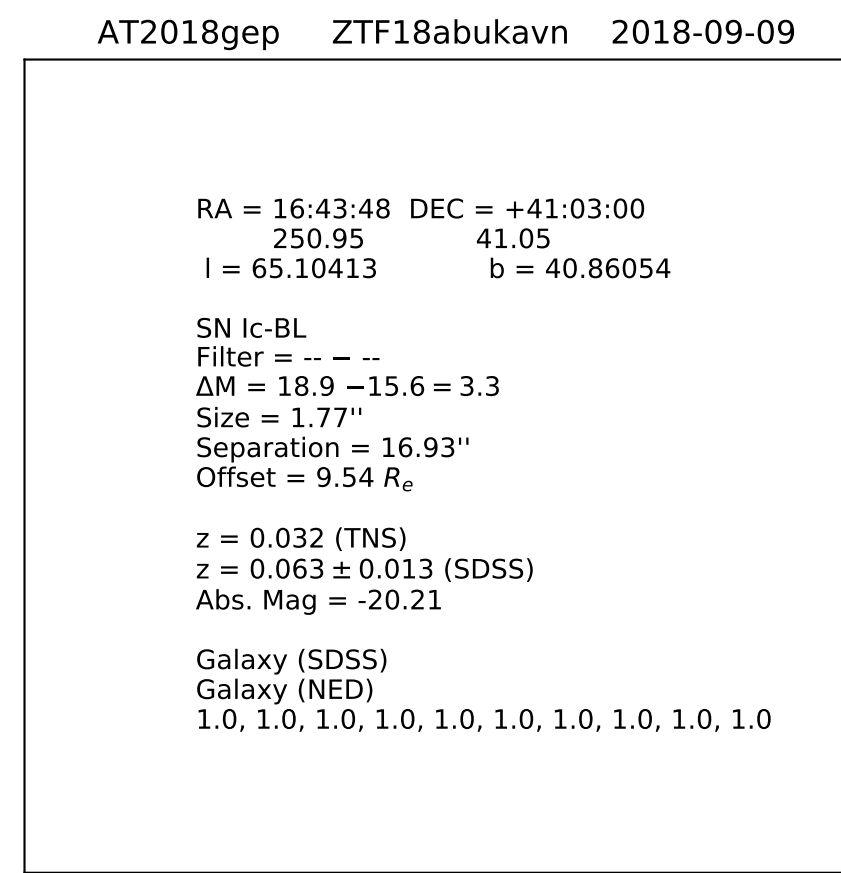 AT2018gep ZTF18abukavn 2018-09-09
RA = 16:43:48 DEC = +41:03:00
250.95 41.05
l = 65.10413 b = 40.86054
SN Ic-BL
Filter = -- − --
ΔM = 18.9 −15.6 = 3.3
Size = 1.77''
Separation = 16.93''
Offset = 9.54 Rₑ
z = 0.032 (TNS)
z = 0.063 ± 0.013 (SDSS)
Abs. Mag = -20.21
Galaxy (SDSS)
Galaxy (NED)
1.0, 1.0, 1.0, 1.0, 1.0, 1.0, 1.0, 1.0, 1.0, 1.0